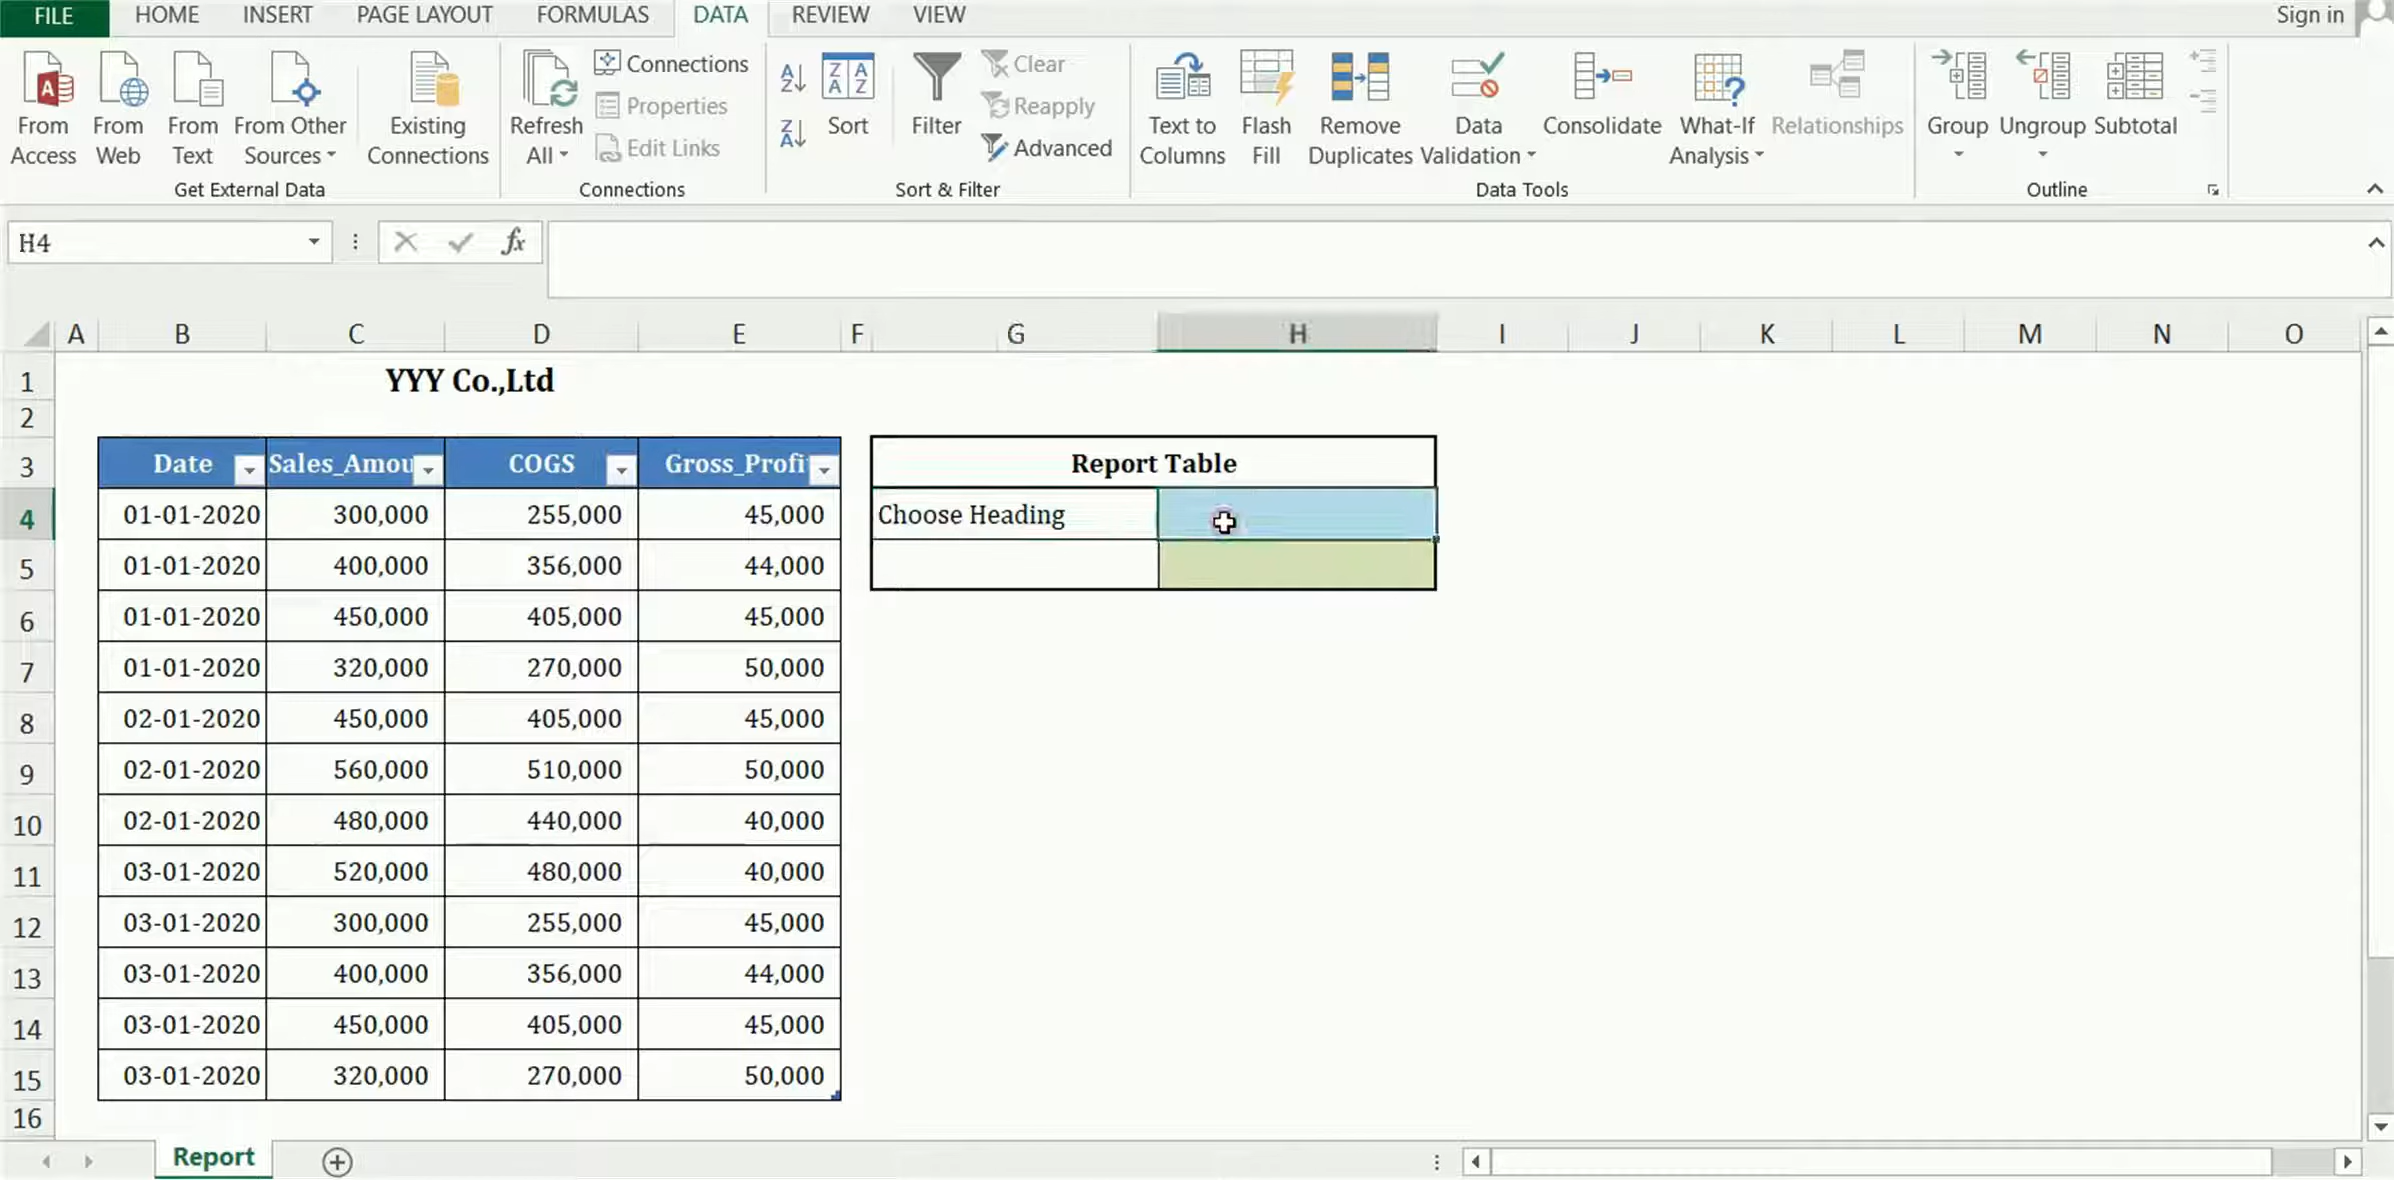 FILE HOME INSERT PAGE LAYOUT FORMULAS DATA REVIEW VIEW Sign in
From Access From Web From Text From Other Sources Existing Connections
Get External Data
Refresh All Connections Properties Edit Links
Connections
Sort Filter Clear Reapply Advanced
Sort & Filter
Text to Columns Flash Fill Remove Duplicates Data Validation Consolidate What-If Analysis Relationships
Data Tools
Group Ungroup Subtotal
Outline
H4 fx
A B C D E F G H I J K L M N O
1 YYY Co.,Ltd
2
3 Date Sales_Amou COGS Gross_Profi Report Table
4 01-01-2020 300,000 255,000 45,000 Choose Heading
5 01-01-2020 400,000 356,000 44,000
6 01-01-2020 450,000 405,000 45,000
7 01-01-2020 320,000 270,000 50,000
8 02-01-2020 450,000 405,000 45,000
9 02-01-2020 560,000 510,000 50,000
10 02-01-2020 480,000 440,000 40,000
11 03-01-2020 520,000 480,000 40,000
12 03-01-2020 300,000 255,000 45,000
13 03-01-2020 400,000 356,000 44,000
14 03-01-2020 450,000 405,000 45,000
15 03-01-2020 320,000 270,000 50,000
16
Report